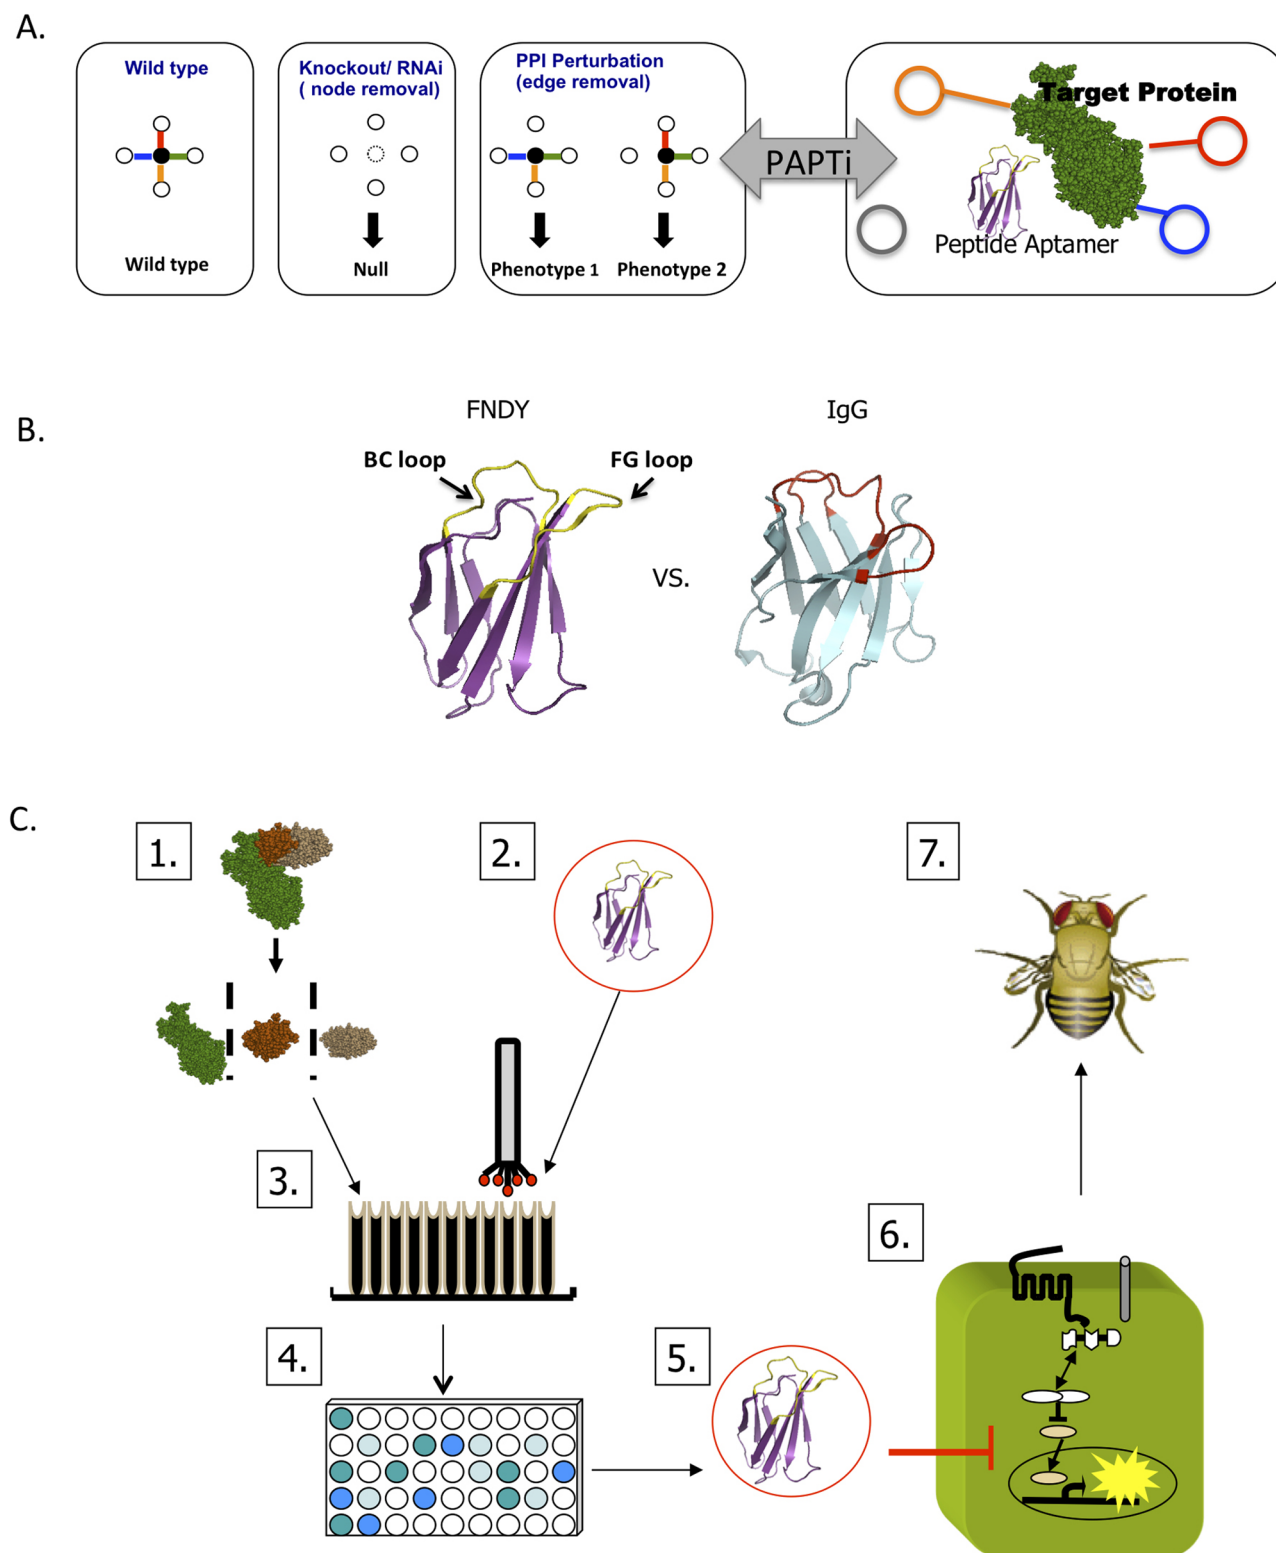 A.
Wild type
Wild type
Knockout/ RNAi
( node removal)
Null
PPI Perturbation
(edge removal)
Phenotype 1
Phenotype 2
PAPTi
Target Protein
Peptide Aptamer
B.
FNDY
IgG
BC loop
FG loop
VS.
C.
1.
2.
7.
3.
6.
4.
5.